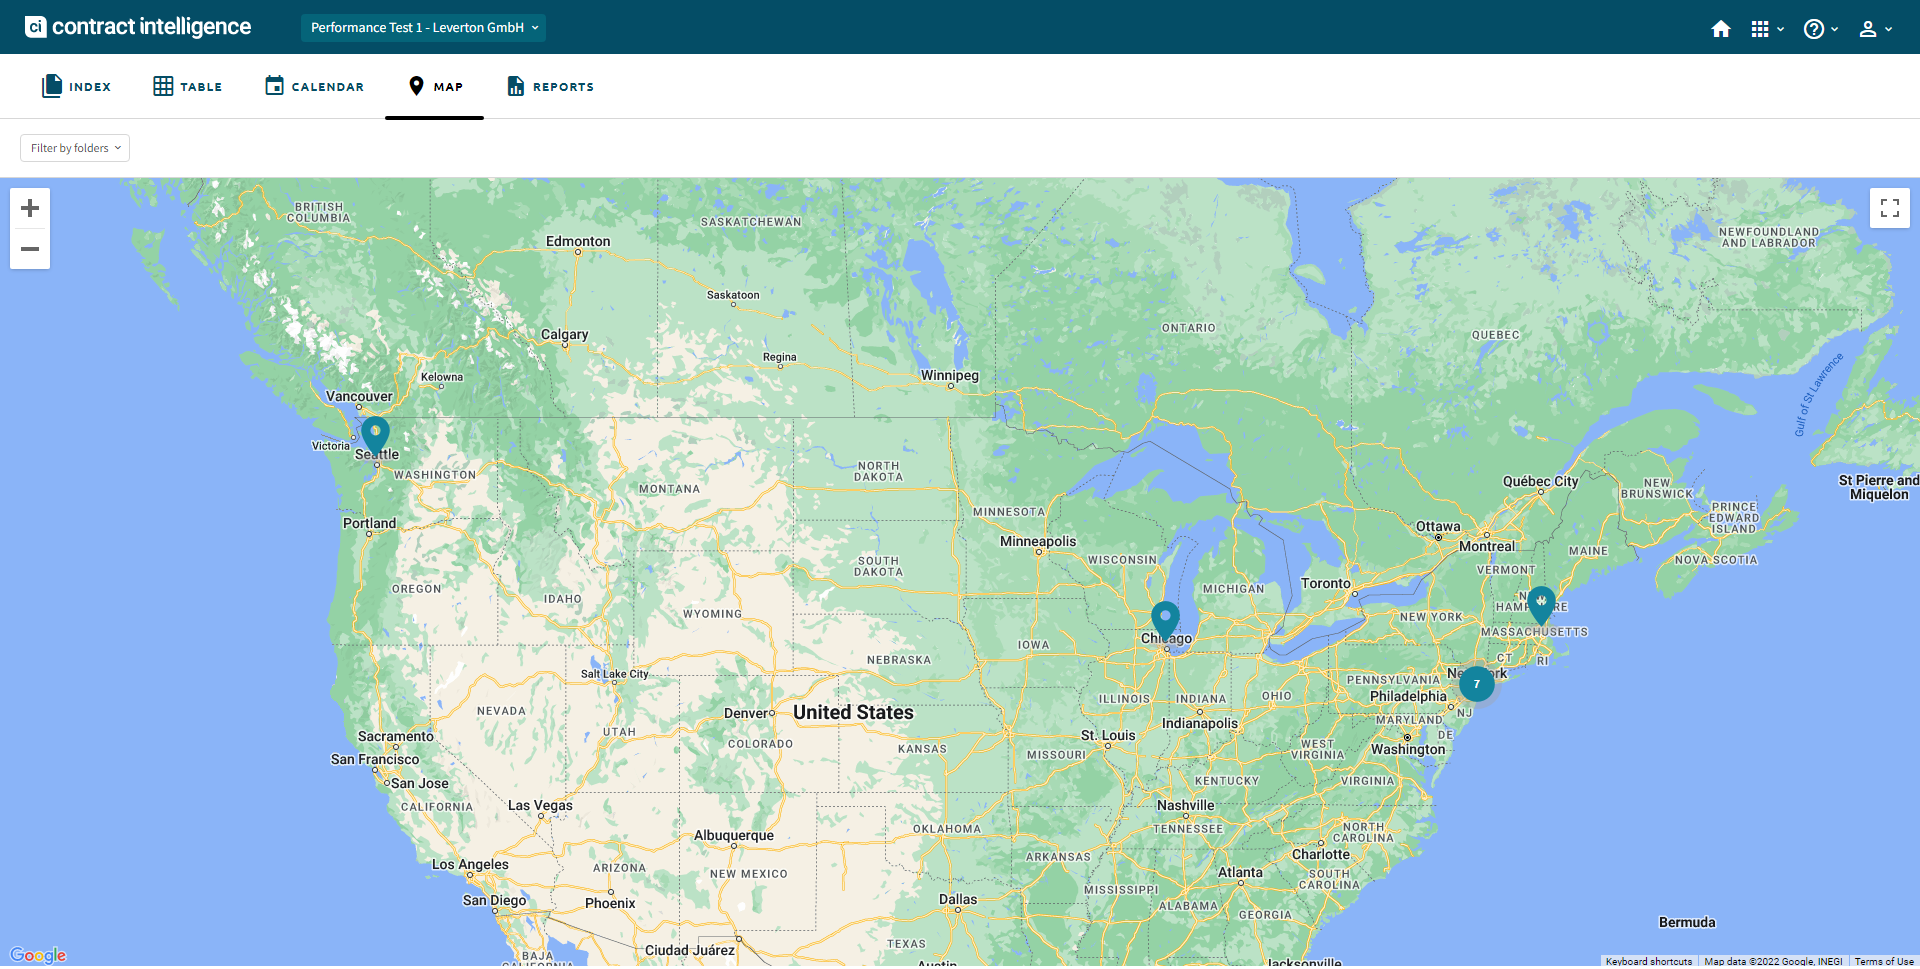 ci contract intelligence
Performance Test 1 - Leverton GmbH
INDEX
TABLE
CALENDAR
MAP
REPORTS
Filter by folders
BRITISH
COLUMBIA
SASKATCHEWAN
NEWFOUNDLAND
AND LABRADOR
Edmonton
Saskatoon
Calgary
ONTARIO
QUEBEC
Regina
Winnipeg
Kelowna
Vancouver
Gulf of St Lawrence
Victoria
Seattle
WASHINGTON
NORTH
DAKOTA
MONTANA
Québec City
NEW
BRUNSWICK
St Pierre and
Miquelon
PRINCE
EDWARD
ISLAND
MINNESOTA
Portland
Ottawa
Minneapolis
Montreal
MAINE
WISCONSIN
NOVA SCOTIA
SOUTH
DAKOTA
VERMONT
Toronto
OREGON
MICHIGAN
IDAHO
WYOMING
NEW YORK
Chicago
MASSACHUSETTS
IOWA
NEBRASKA
CT
RI
Salt Lake City
PENNSYLVANIA
7
Philadelphia
ILLINOIS
INDIANA
OHIO
NEVADA
Denver
United States
NJ
MARYLAND
Indianapolis
UTAH
Sacramento
COLORADO
KANSAS
St. Louis
DE
San Francisco
MISSOURI
WEST
VIRGINIA
Washington
San Jose
KENTUCKY
VIRGINIA
CALIFORNIA
Las Vegas
Nashville
Albuquerque
OKLAHOMA
TENNESSEE
NORTH
CAROLINA
Los Angeles
ARIZONA
NEW MEXICO
ARKANSAS
Charlotte
Atlanta
SOUTH
CAROLINA
San Diego
Phoenix
Dallas
MISSISSIPPI
ALABAMA
GEORGIA
Bermuda
Ciudad Juárez
TEXAS
BAJA
CALIFORNIA
Austin
Jacksonville
Google
Keyboard shortcuts
Map data ©2022 Google, INEGI
Terms of Use